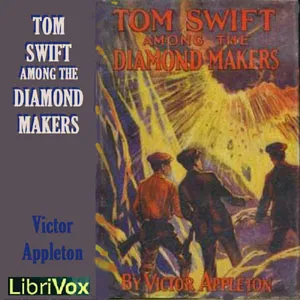 TOM
SWIFT
AMONG THE
DIAMOND
MAKERS
Victor
Appleton
LibriVox
TOM SWIFT
AMONG THE
DIAMOND MAKERS
BY VICTOR APPLETON